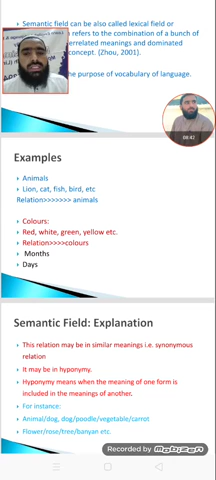 Semantic field can be also called lexical field or
n refers to the combination of a bunch of
errelated meanings and dominated
oncept. (Zhou, 2001).
he purpose of vocabulary of language.
08:42
Examples
Animals
Lion, cat, fish, bird, etc
Relation>>>>>>> animals
Colours:
Red, white, green, yellow etc.
Relation>>>>colours
Months
Days
Semantic Field: Explanation
This relation may be in similar meanings i.e. synonymous
relation
It may be in hyponymy.
Hyponymy means when the meaning of one form is
included in the meanings of another.
For instance:
Animal/dog, dog/poodle/vegetable/carrot
Flower/rose/tree/banyan etc.
Recorded by
Mobizen